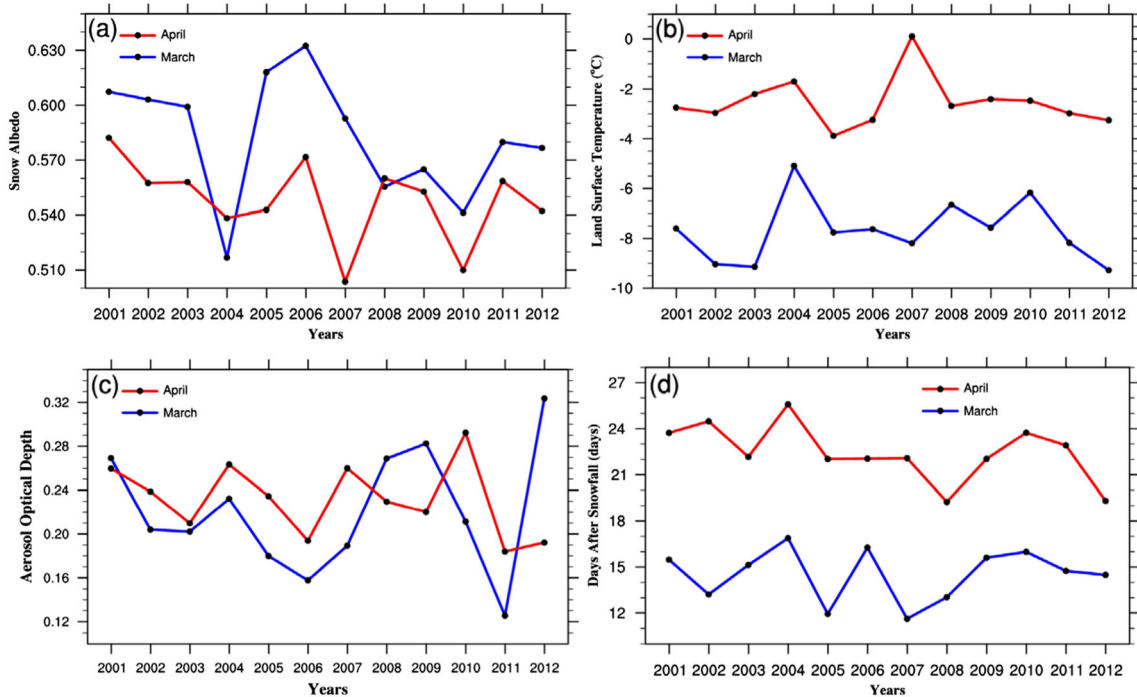 (a)
April
March
0.630
0.600
0.570
0.540
0.510
Snow Albedo
2001 2002 2003 2004 2005 2006 2007 2008 2009 2010 2011 2012
Years
(b)
April
March
0
-2
-4
-6
-8
-10
Land Surface Temperature (°C)
2001 2002 2003 2004 2005 2006 2007 2008 2009 2010 2011 2012
Years
(c)
April
March
0.32
0.28
0.24
0.20
0.16
0.12
Aerosol Optical Depth
2001 2002 2003 2004 2005 2006 2007 2008 2009 2010 2011 2012
Years
(d)
April
March
27
24
21
18
15
12
Days After Snowfall (days)
2001 2002 2003 2004 2005 2006 2007 2008 2009 2010 2011 2012
Years